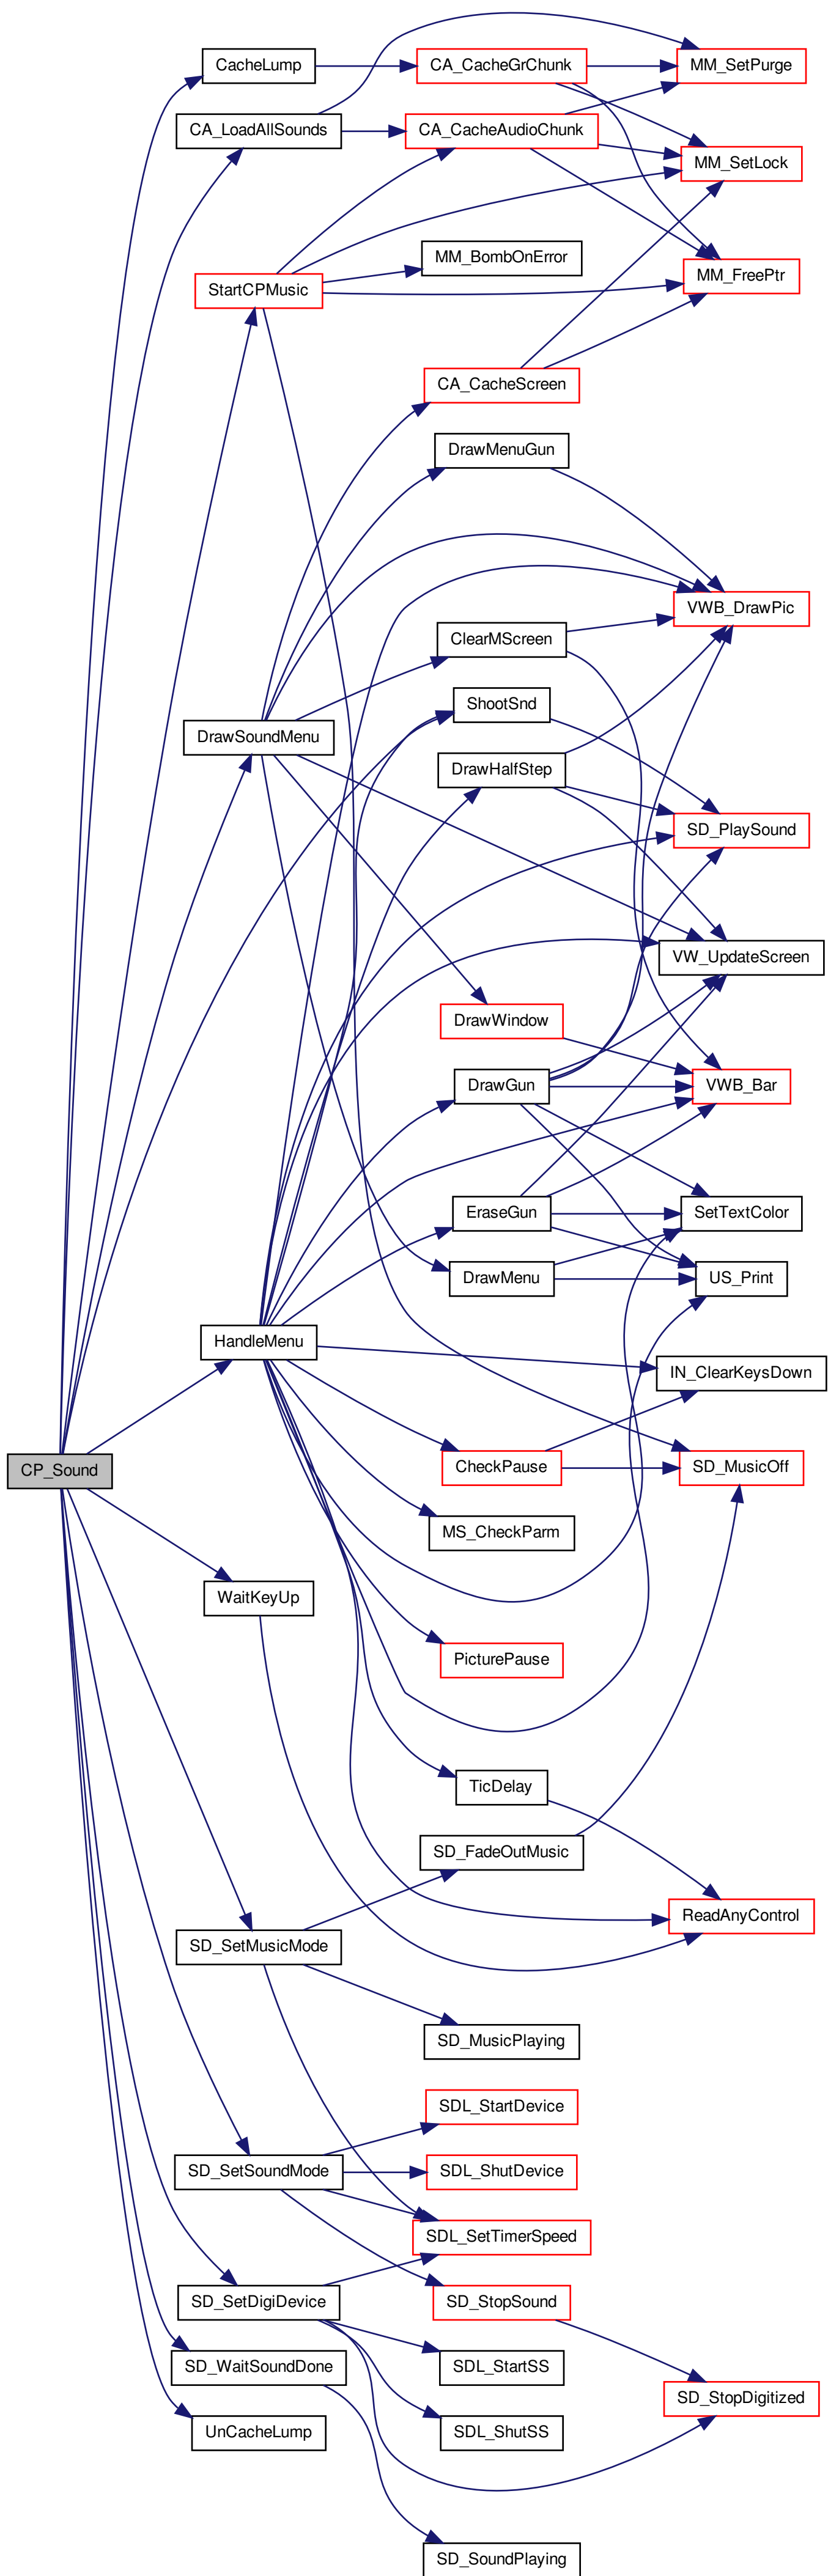 CacheLump
CA_CacheGrChunk
MM_SetPurge
CA_LoadAllSounds
CA_CacheAudioChunk
MM_SetLock
MM_BombOnError
StartCPMusic
MM_FreePtr
CA_CacheScreen
DrawMenuGun
VWB_DrawPic
ClearMScreen
ShootSnd
DrawSoundMenu
DrawHalfStep
SD_PlaySound
VW_UpdateScreen
DrawWindow
DrawGun
VWB_Bar
EraseGun
SetTextColor
DrawMenu
US_Print
HandleMenu
IN_ClearKeysDown
CP_Sound
CheckPause
SD_MusicOff
MS_CheckParm
WaitKeyUp
PicturePause
TicDelay
SD_FadeOutMusic
ReadAnyControl
SD_SetMusicMode
SD_MusicPlaying
SDL_StartDevice
SD_SetSoundMode
SDL_ShutDevice
SDL_SetTimerSpeed
SD_SetDigiDevice
SD_StopSound
SD_WaitSoundDone
SDL_StartSS
SD_StopDigitized
UnCacheLump
SDL_ShutSS
SD_SoundPlaying